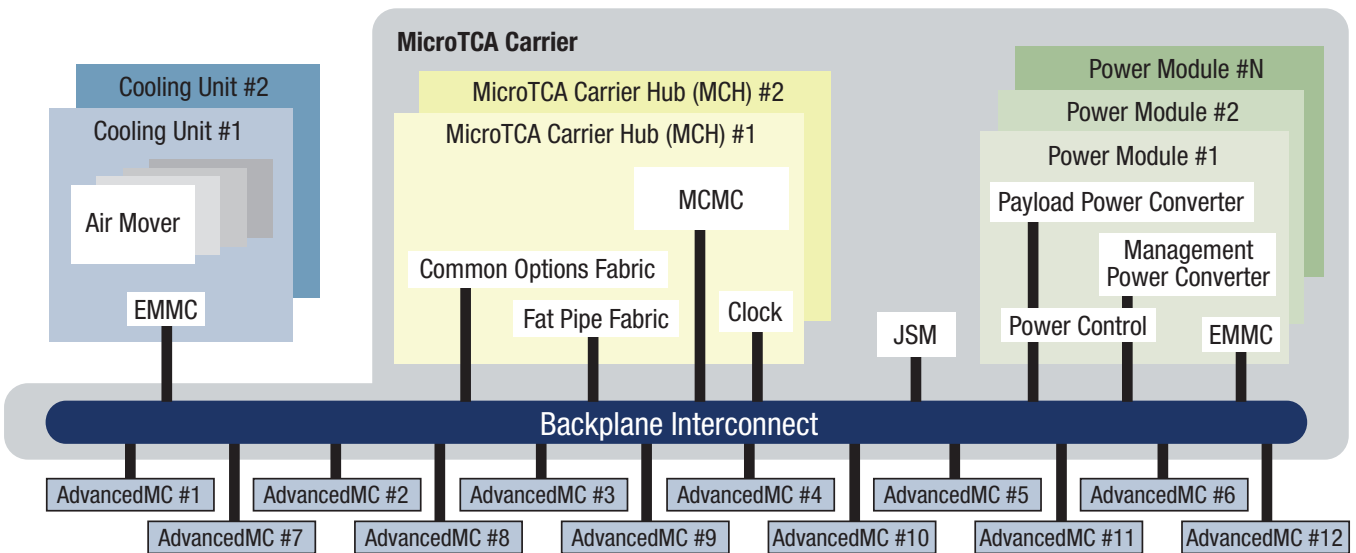 MicroTCA Carrier
Cooling Unit #2
Cooling Unit #1
Air Mover
EMMC
MicroTCA Carrier Hub (MCH) #2
MicroTCA Carrier Hub (MCH) #1
MCMC
Common Options Fabric
Fat Pipe Fabric
Clock
JSM
Power Module #N
Power Module #2
Power Module #1
Payload Power Converter
Management
Power Converter
Power Control
EMMC
Backplane Interconnect
AdvancedMC #1
AdvancedMC #2
AdvancedMC #3
AdvancedMC #4
AdvancedMC #5
AdvancedMC #6
AdvancedMC #7
AdvancedMC #8
AdvancedMC #9
AdvancedMC #10
AdvancedMC #11
AdvancedMC #12